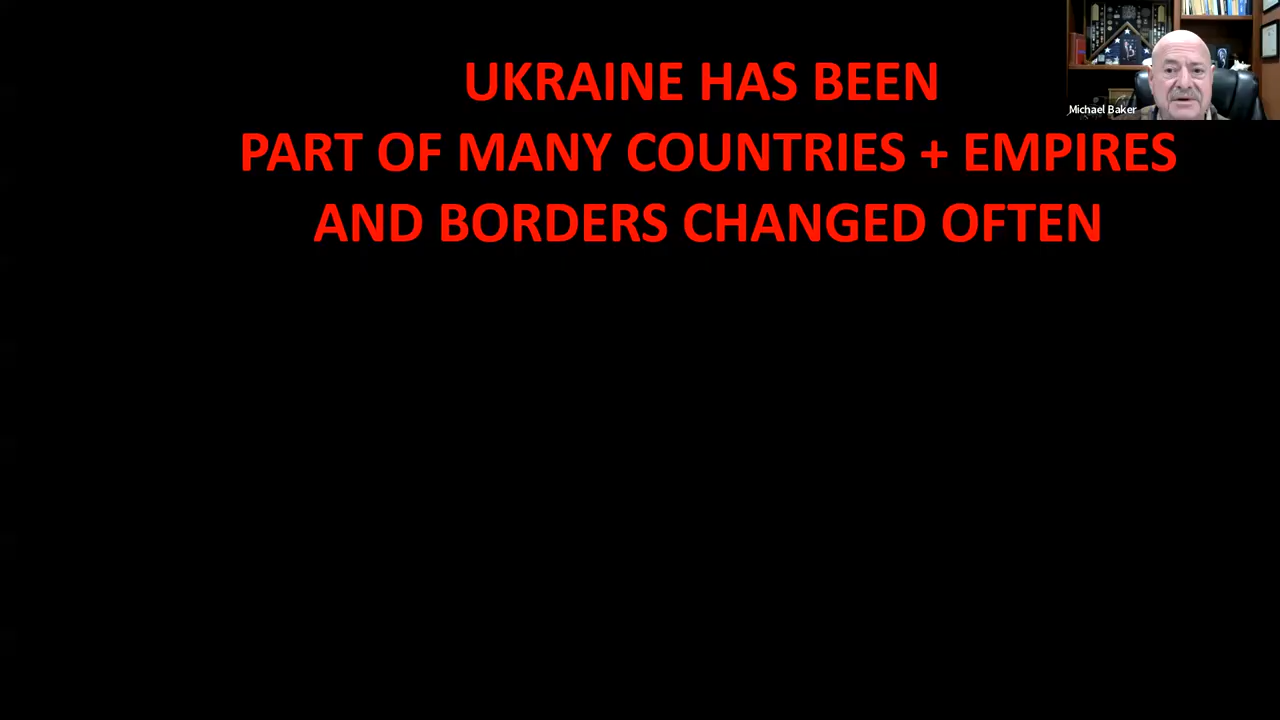 UKRAINE HAS BEEN
PART OF MANY COUNTRIES + EMPIRES
AND BORDERS CHANGED OFTEN
Michael Baker